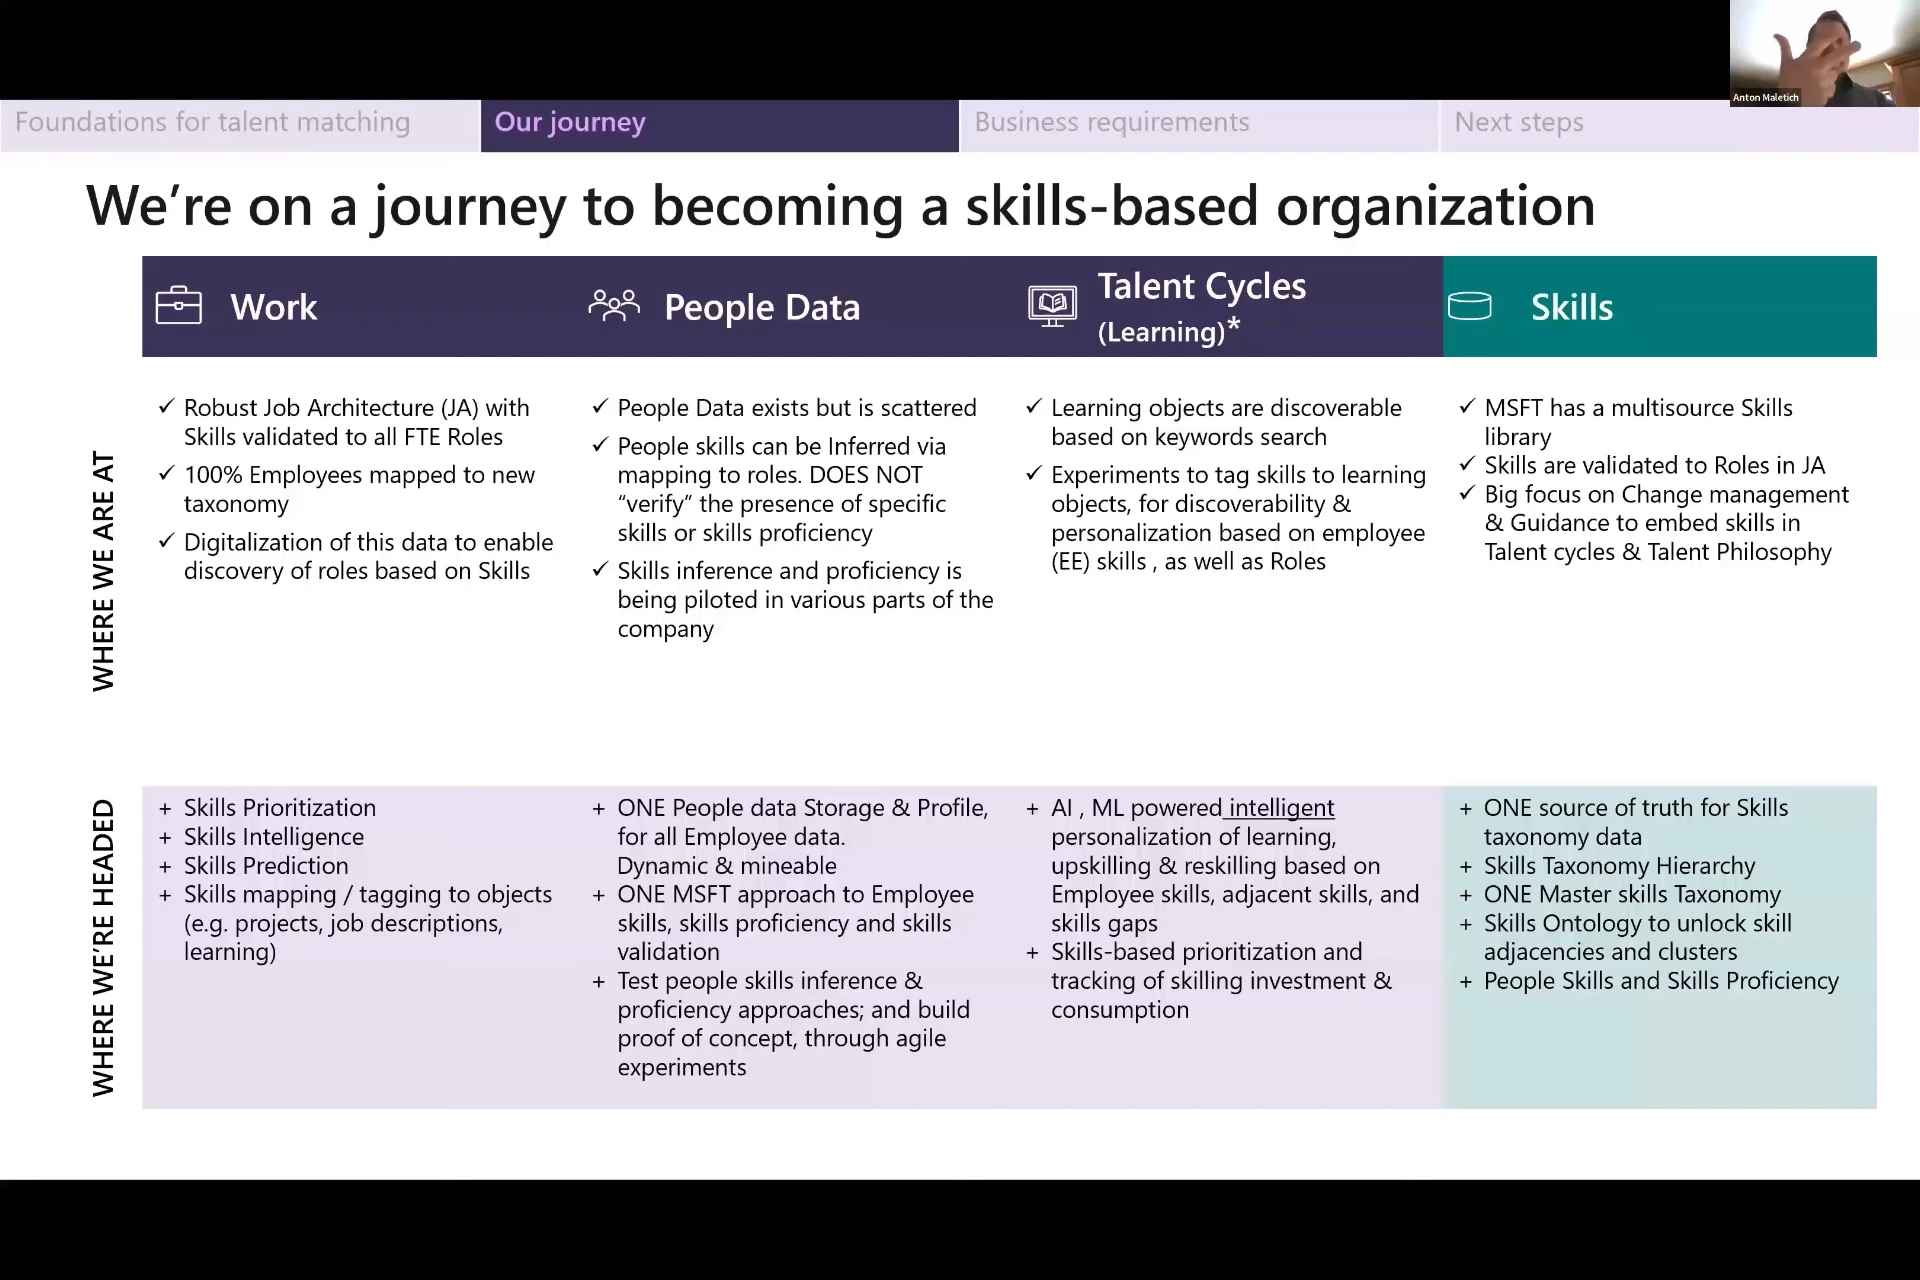 Anton Maletich
Foundations for talent matching
Our journey
Business requirements
Next steps
We’re on a journey to becoming a skills-based organization
Work
People Data
Talent Cycles
(Learning)*
Skills
WHERE WE ARE AT
✓ Robust Job Architecture (JA) with
Skills validated to all FTE Roles
✓ 100% Employees mapped to new
taxonomy
✓ Digitalization of this data to enable
discovery of roles based on Skills
✓ People Data exists but is scattered
✓ People skills can be Inferred via
mapping to roles. DOES NOT
“verify” the presence of specific
skills or skills proficiency
✓ Skills inference and proficiency is
being piloted in various parts of the
company
✓ Learning objects are discoverable
based on keywords search
✓ Experiments to tag skills to learning
objects, for discoverability &
personalization based on employee
(EE) skills , as well as Roles
✓ MSFT has a multisource Skills
library
✓ Skills are validated to Roles in JA
✓ Big focus on Change management
& Guidance to embed skills in
Talent cycles & Talent Philosophy
WHERE WE’RE HEADED
+ Skills Prioritization
+ Skills Intelligence
+ Skills Prediction
+ Skills mapping / tagging to objects
(e.g. projects, job descriptions,
learning)
+ ONE People data Storage & Profile,
for all Employee data.
Dynamic & mineable
+ ONE MSFT approach to Employee
skills, skills proficiency and skills
validation
+ Test people skills inference &
proficiency approaches; and build
proof of concept, through agile
experiments
+ AI , ML powered intelligent
personalization of learning,
upskilling & reskilling based on
Employee skills, adjacent skills, and
skills gaps
+ Skills-based prioritization and
tracking of skilling investment &
consumption
+ ONE source of truth for Skills
taxonomy data
+ Skills Taxonomy Hierarchy
+ ONE Master skills Taxonomy
+ Skills Ontology to unlock skill
adjacencies and clusters
+ People Skills and Skills Proficiency